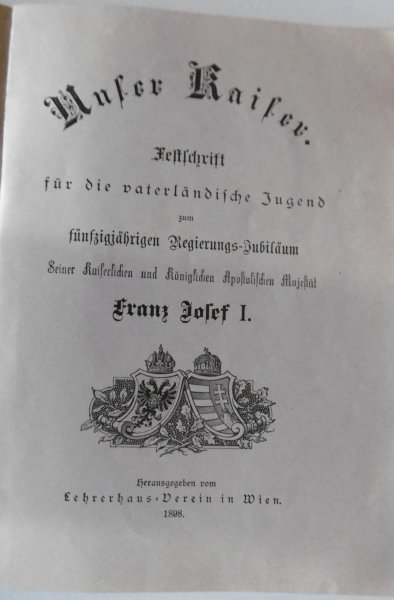 Unser Kaiser.
Festschrift
für die vaterländische Jugend
zum
fünfzigjährigen Regierungs-Jubiläum
Seiner Kaiserlichen und Königlichen Apostolischen Majestät
Franz Josef I.
Herausgegeben vom
Lehrerhaus-Verein in Wien.
1898.